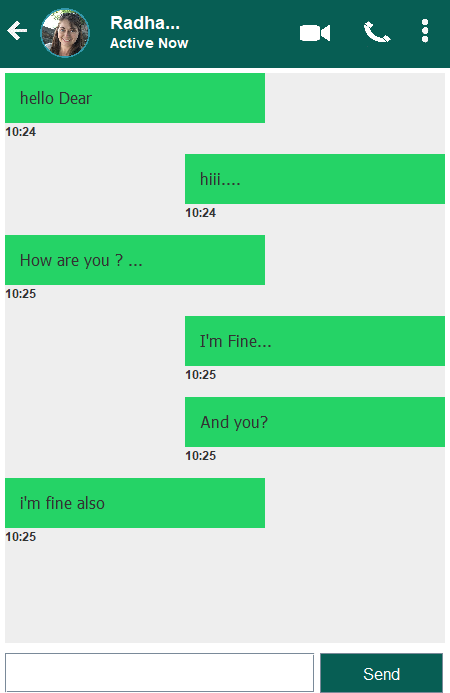 Radha...
Active Now
hello Dear
10:24
hiii....
10:24
How are you ? ...
10:25
I'm Fine...
10:25
And you?
10:25
i'm fine also
10:25
Send